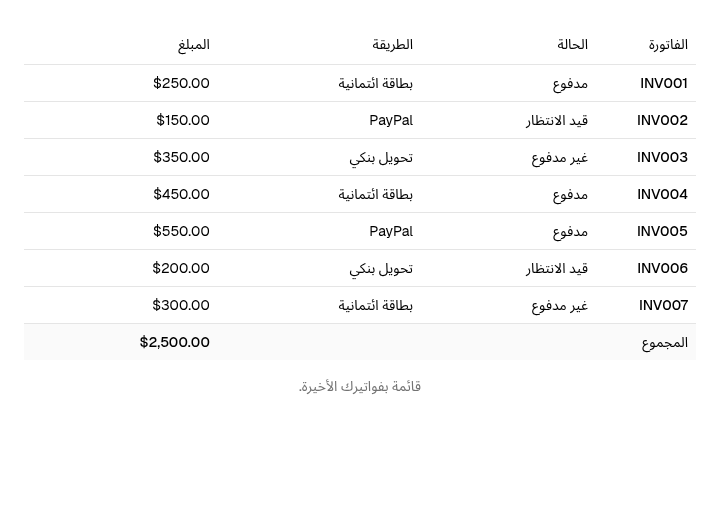 الفاتورة الحالة الطريقة المبلغ
INV001 مدفوع بطاقة ائتمانية $250.00
INV002 قيد الانتظار PayPal $150.00
INV003 غير مدفوع تحويل بنكي $350.00
INV004 مدفوع بطاقة ائتمانية $450.00
INV005 مدفوع PayPal $550.00
INV006 قيد الانتظار تحويل بنكي $200.00
INV007 غير مدفوع بطاقة ائتمانية $300.00
المجموع $2,500.00
قائمة بفواتيرك الأخيرة.